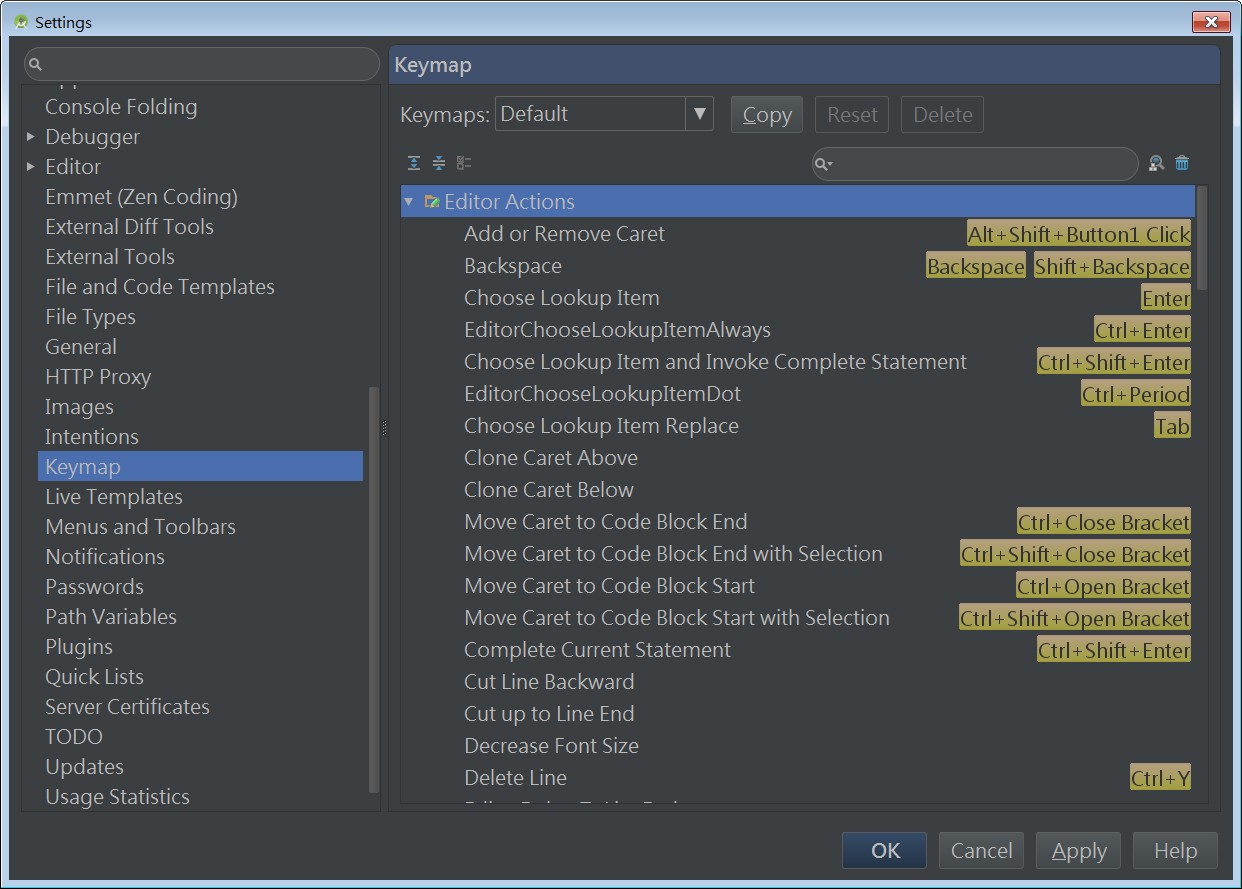 Settings
Console Folding
Debugger
Editor
Emmet (Zen Coding)
External Diff Tools
External Tools
File and Code Templates
File Types
General
HTTP Proxy
Images
Intentions
Keymap
Live Templates
Menus and Toolbars
Notifications
Passwords
Path Variables
Plugins
Quick Lists
Server Certificates
TODO
Updates
Usage Statistics
Keymap
Keymaps: Default Copy Reset Delete
Editor Actions
Add or Remove Caret Alt+Shift+Button1 Click
Backspace Backspace Shift+Backspace
Choose Lookup Item Enter
EditorChooseLookupItemAlways Ctrl+Enter
Choose Lookup Item and Invoke Complete Statement Ctrl+Shift+Enter
EditorChooseLookupItemDot Ctrl+Period
Choose Lookup Item Replace Tab
Clone Caret Above
Clone Caret Below
Move Caret to Code Block End Ctrl+Close Bracket
Move Caret to Code Block End with Selection Ctrl+Shift+Close Bracket
Move Caret to Code Block Start Ctrl+Open Bracket
Move Caret to Code Block Start with Selection Ctrl+Shift+Open Bracket
Complete Current Statement Ctrl+Shift+Enter
Cut Line Backward
Cut up to Line End
Decrease Font Size
Delete Line Ctrl+Y
OK Cancel Apply Help